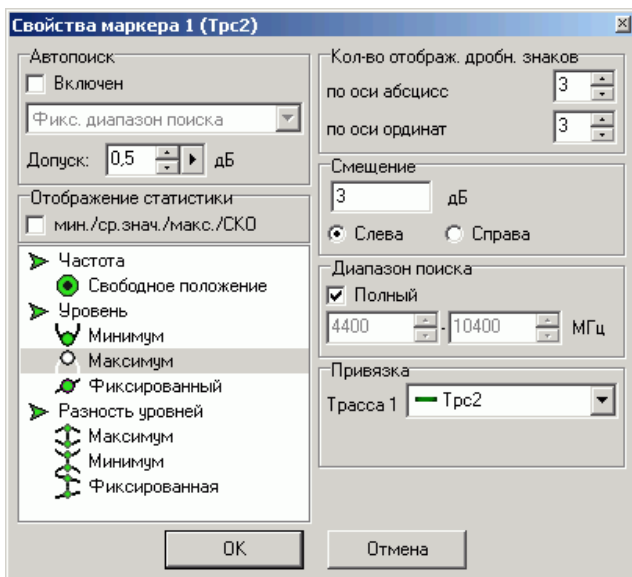 Свойства маркера 1 (Трс2)
Автопоиск
Включен
Фикс. диапазон поиска
Допуск: 0,5 дБ
Отображение статистики
мин./ср.знач./макс./СКО
Частота
Свободное положение
Уровень
Минимум
Максимум
Фиксированный
Разность уровней
Максимум
Минимум
Фиксированная
Кол-во отображ. дробн. знаков
по оси абсцисс 3
по оси ординат 3
Смещение
3 дБ
Слева Справа
Диапазон поиска
Полный
4400 - 10400 МГц
Привязка
Трасса 1 Трс2
OK Отмена